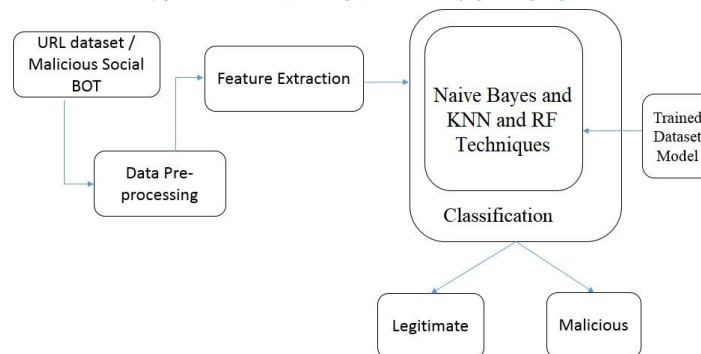 URL dataset /
Malicious Social
BOT
Data Pre-
processing
Feature Extraction
Naive Bayes and
KNN and RF
Techniques
Classification
Trained
Dataset
Model
Legitimate
Malicious